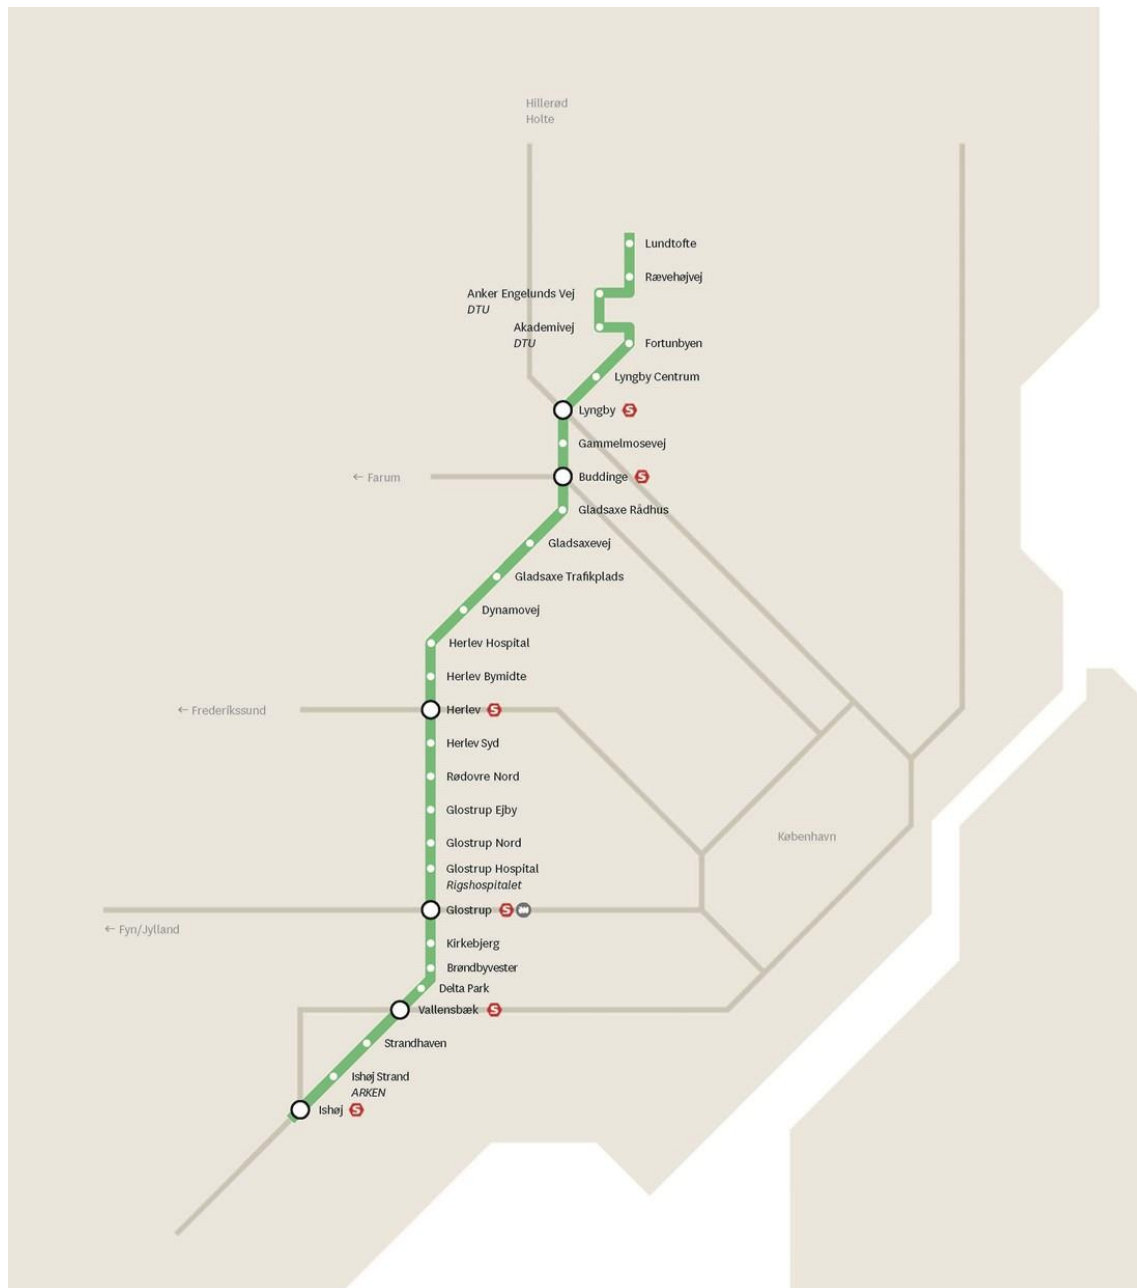 Hillerød
Holte
Lundtofte
Rævehøjvej
Anker Engelunds Vej
DTU
Akademivej
DTU
Fortunbyen
Lyngby Centrum
Lyngby S
Gammelmosevej
← Farum
Buddinge S
Gladsaxe Rådhus
Gladsaxevej
Gladsaxe Trafikplads
Dynamovej
Herlev Hospital
Herlev Bymidte
← Frederikssund
Herlev S
Herlev Syd
Rødovre Nord
Glostrup Ejby
København
Glostrup Nord
Glostrup Hospital
Rigshospitalet
Glostrup S
← Fyn/Jylland
Kirkebjerg
Brøndbyvester
Delta Park
Vallensbæk S
Strandhaven
Ishøj Strand
ARKEN
Ishøj S